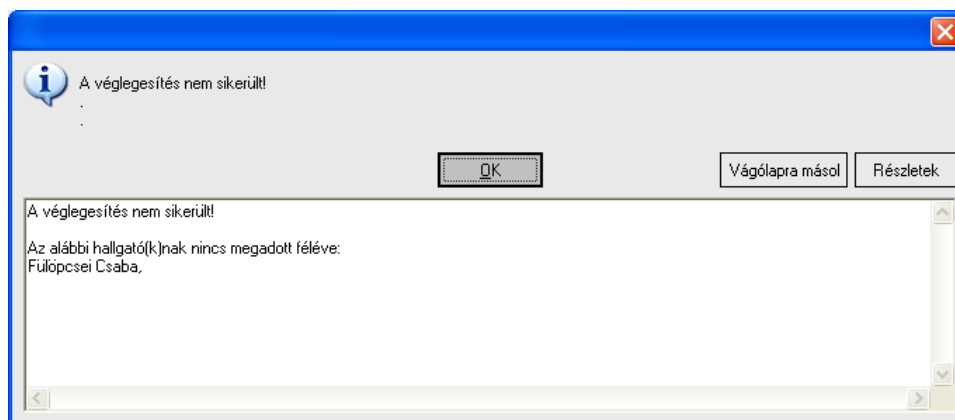 A véglegesítés nem sikerült!
.
.
OK
Vágólapra másol
Részletek
A véglegesítés nem sikerült!
Az alábbi hallgató(k)nak nincs megadott féléve:
Fülöpcsei Csaba,